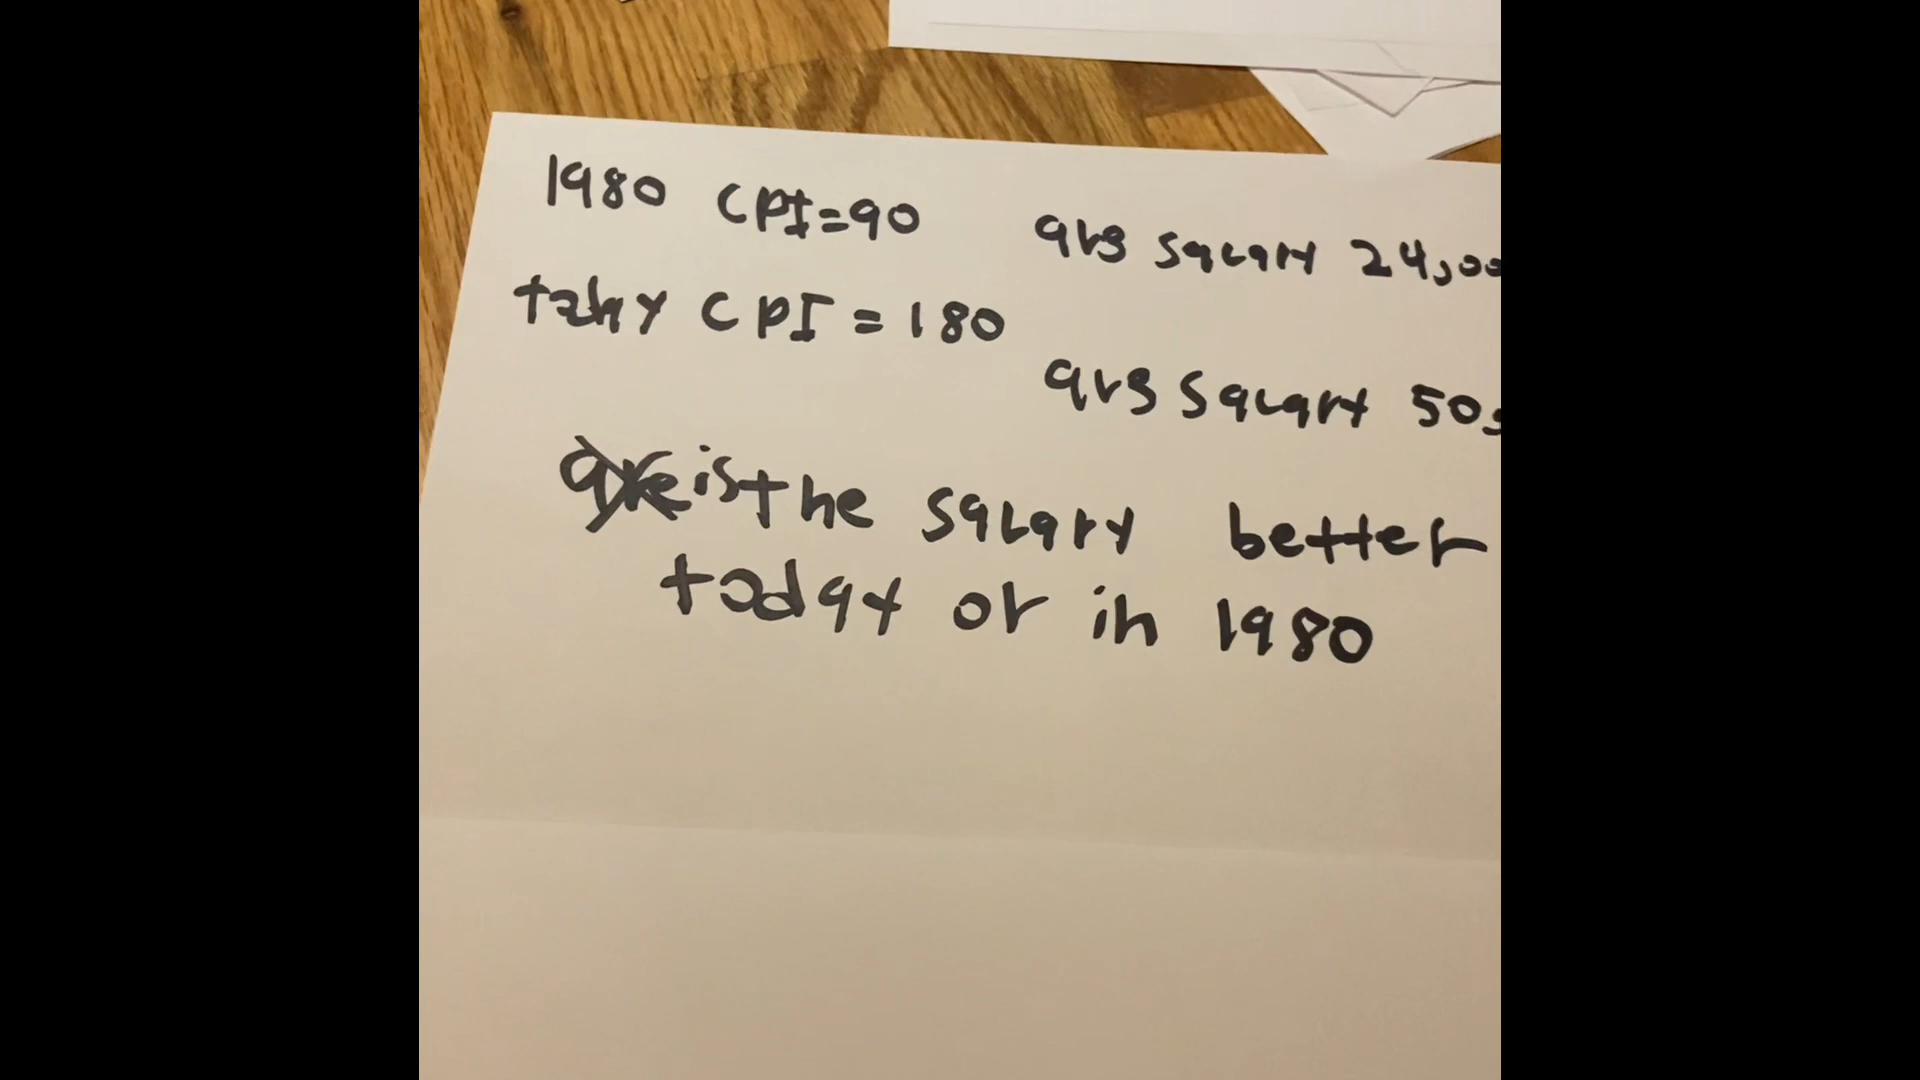 1980 CPI=90 avg salary 24,00
today CPI = 180
avg salary 50,
is the salary better
today or in 1980